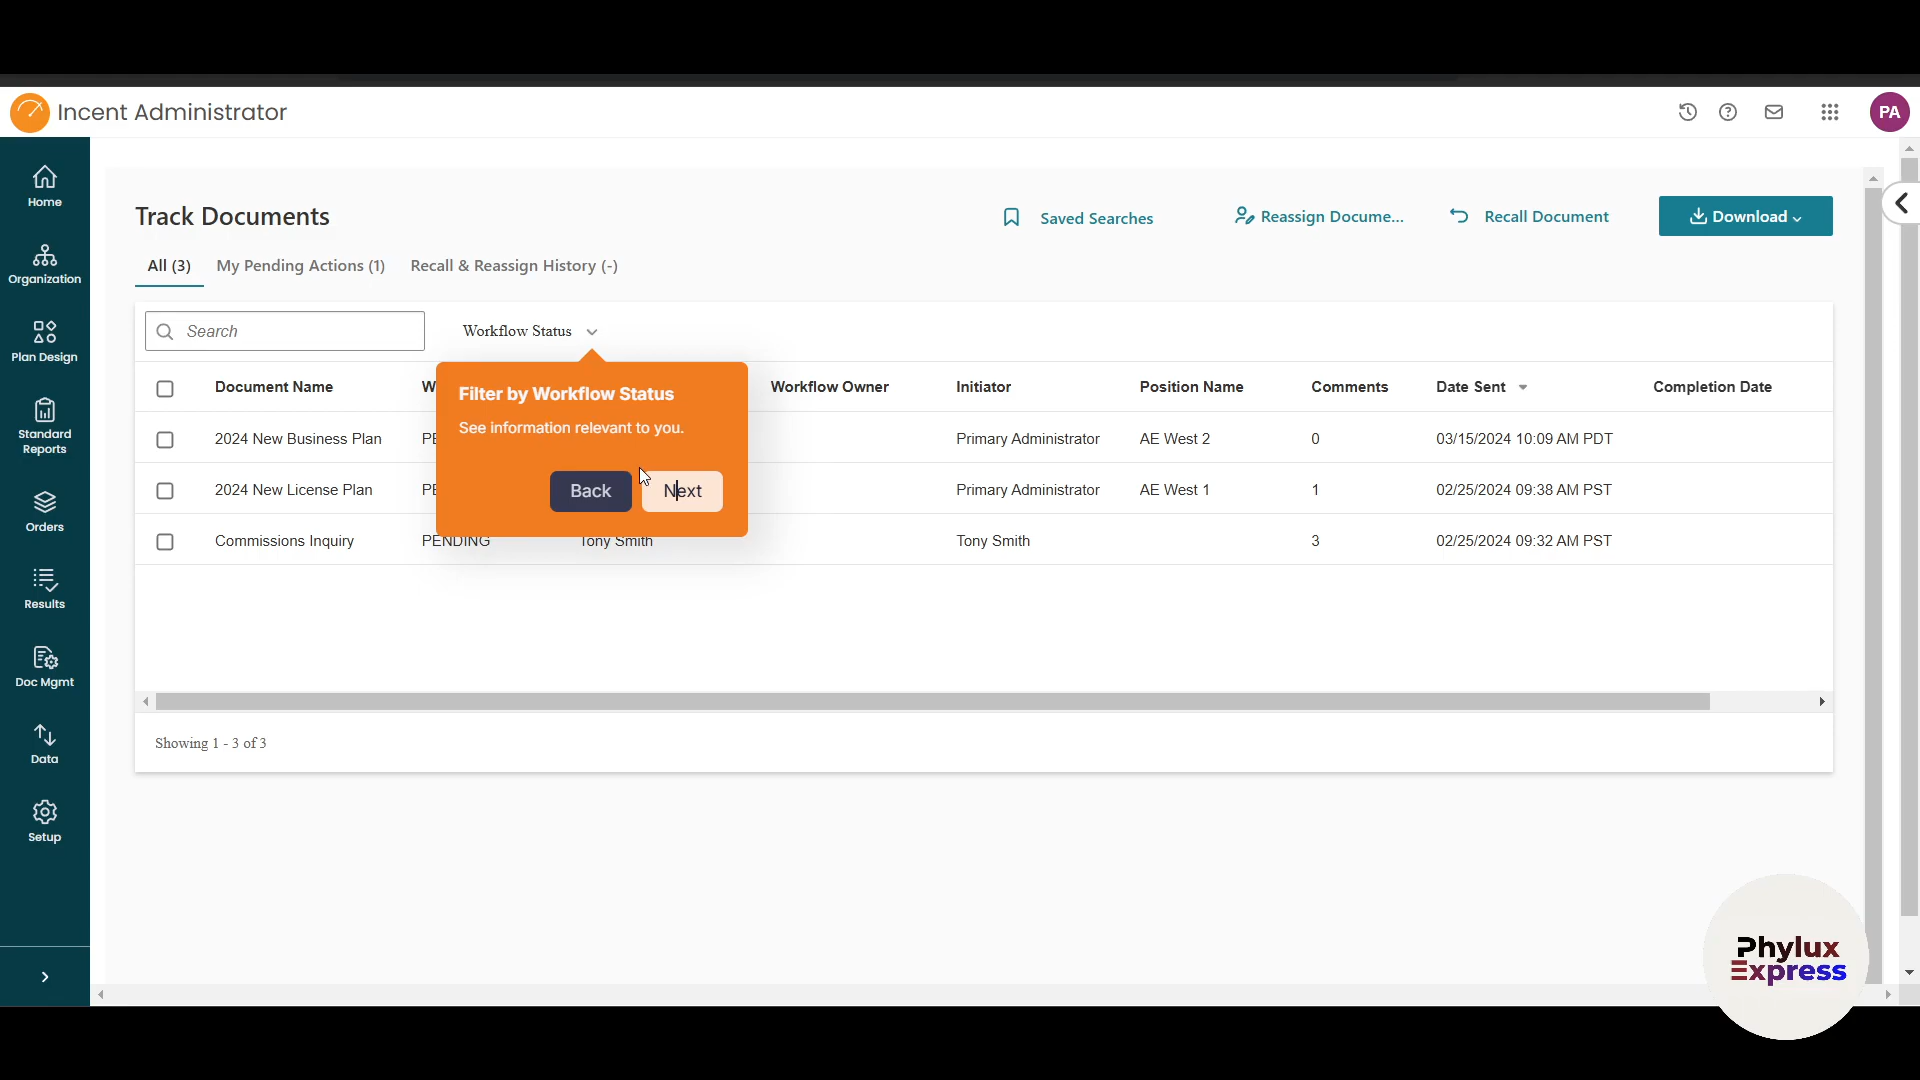 Incent Administrator
PA
Home
Organization
Plan Design
Standard
Reports
Orders
Results
Doc Mgmt
Data
Setup
Track Documents
Saved Searches
Reassign Docume...
Recall Document
Download
All (3)
My Pending Actions (1)
Recall & Reassign History (-)
Search
Workflow Status
Filter by Workflow Status
See information relevant to you.
Back
Next
Document Name W Workflow Owner Initiator Position Name Comments Date Sent Completion Date
2024 New Business Plan PE Primary Administrator AE West 2 0 03/15/2024 10:09 AM PDT
2024 New License Plan PE Primary Administrator AE West 1 1 02/25/2024 09:38 AM PST
Commissions Inquiry PENDING Tony Smith Tony Smith 3 02/25/2024 09:32 AM PST
Showing 1 - 3 of 3
Phylux
Express